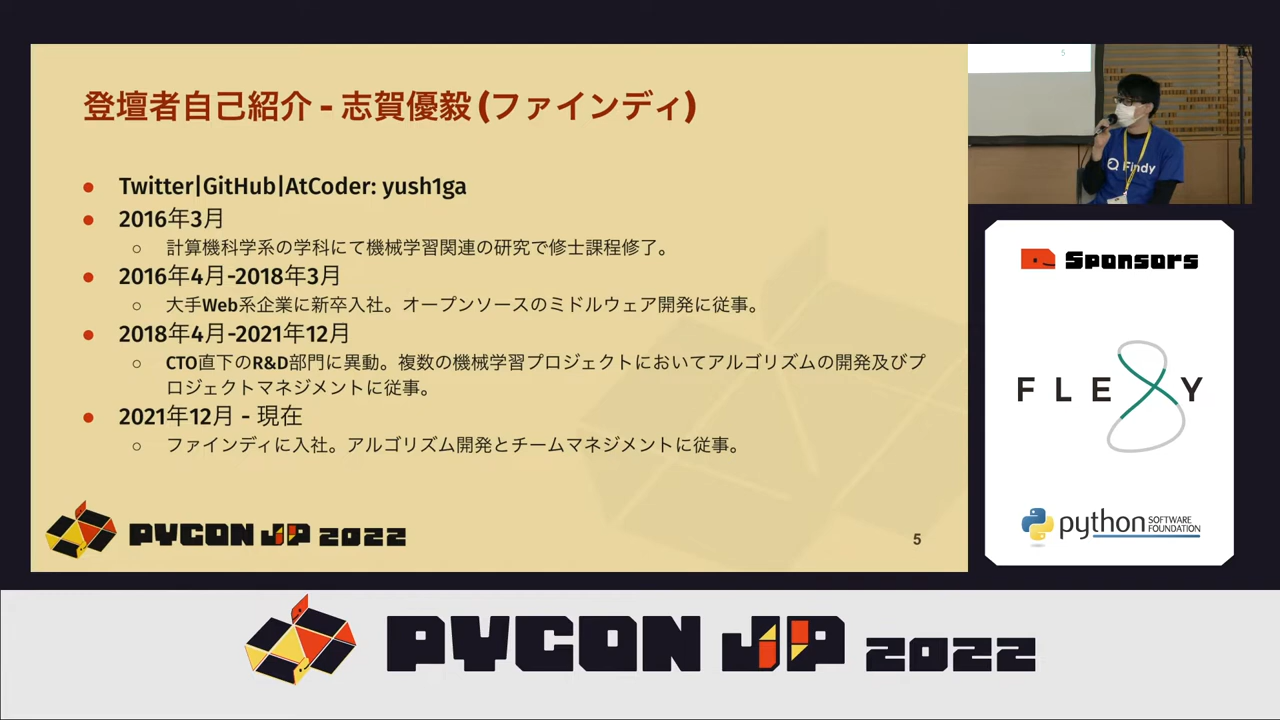 登壇者自己紹介 - 志賀優毅 (ファインディ)
Twitter|GitHub|AtCoder: yush1ga
2016年3月
計算機科学系の学科にて機械学習関連の研究で修士課程修了。
2016年4月-2018年3月
大手Web系企業に新卒入社。オープンソースのミドルウェア開発に従事。
2018年4月-2021年12月
CTO直下のR&D部門に異動。複数の機械学習プロジェクトにおいてアルゴリズムの開発及びプ
ロジェクトマネジメントに従事。
2021年12月 - 現在
ファインディに入社。アルゴリズム開発とチームマネジメントに従事。
PYCON JP 2022
5
5
Findy
Sponsors
FLEXY
python SOFTWARE
FOUNDATION
PYCON JP 2022